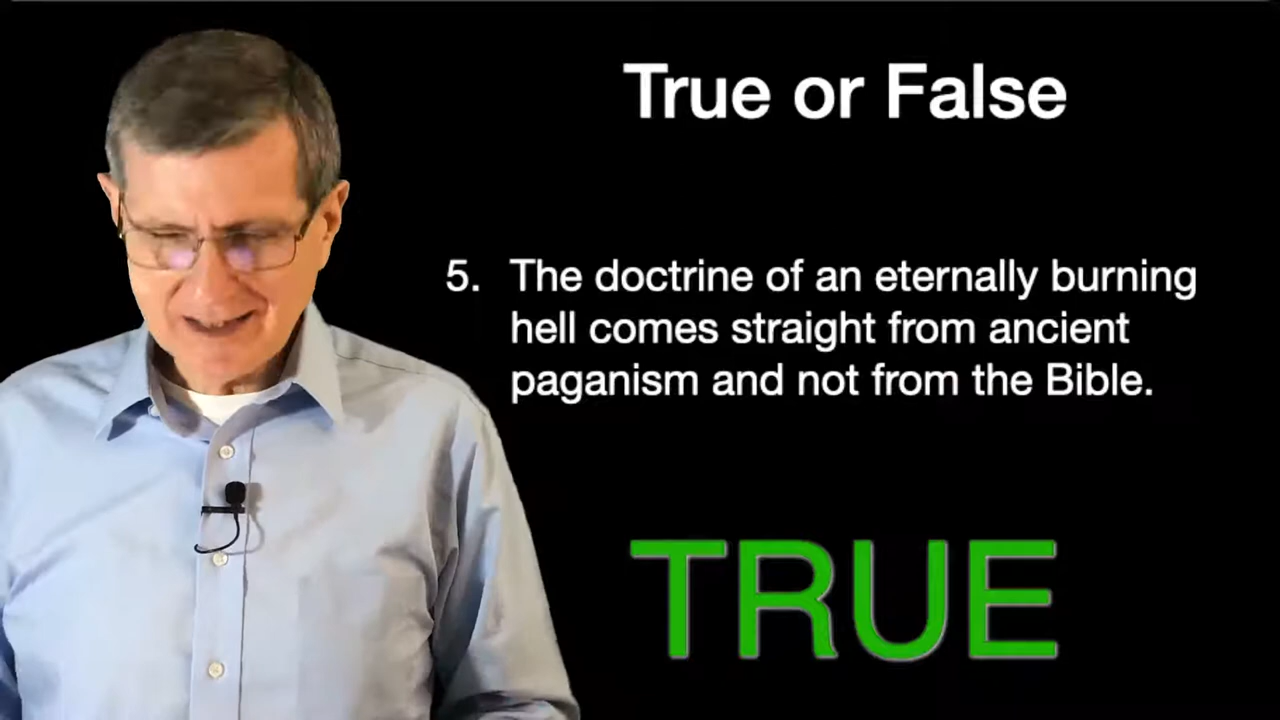 True or False
5. The doctrine of an eternally burning
hell comes straight from ancient
paganism and not from the Bible.
TRUE